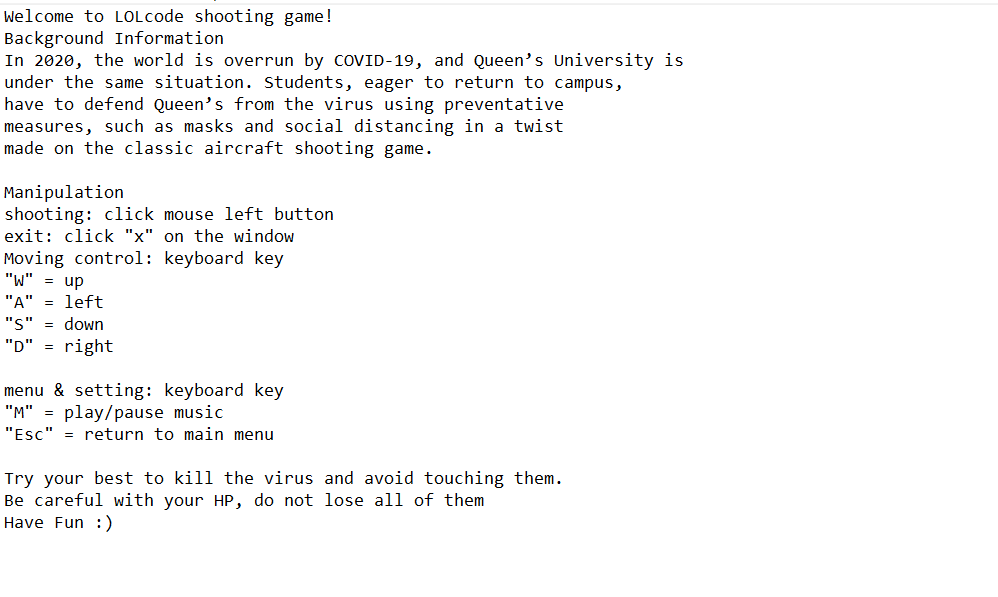 Welcome to LOLcode shooting game!
Background Information
In 2020, the world is overrun by COVID-19, and Queen’s University is
under the same situation. Students, eager to return to campus,
have to defend Queen’s from the virus using preventative
measures, such as masks and social distancing in a twist
made on the classic aircraft shooting game.

Manipulation
shooting: click mouse left button
exit: click "x" on the window
Moving control: keyboard key
"W" = up
"A" = left
"S" = down
"D" = right

menu & setting: keyboard key
"M" = play/pause music
"Esc" = return to main menu

Try your best to kill the virus and avoid touching them.
Be careful with your HP, do not lose all of them
Have Fun :)